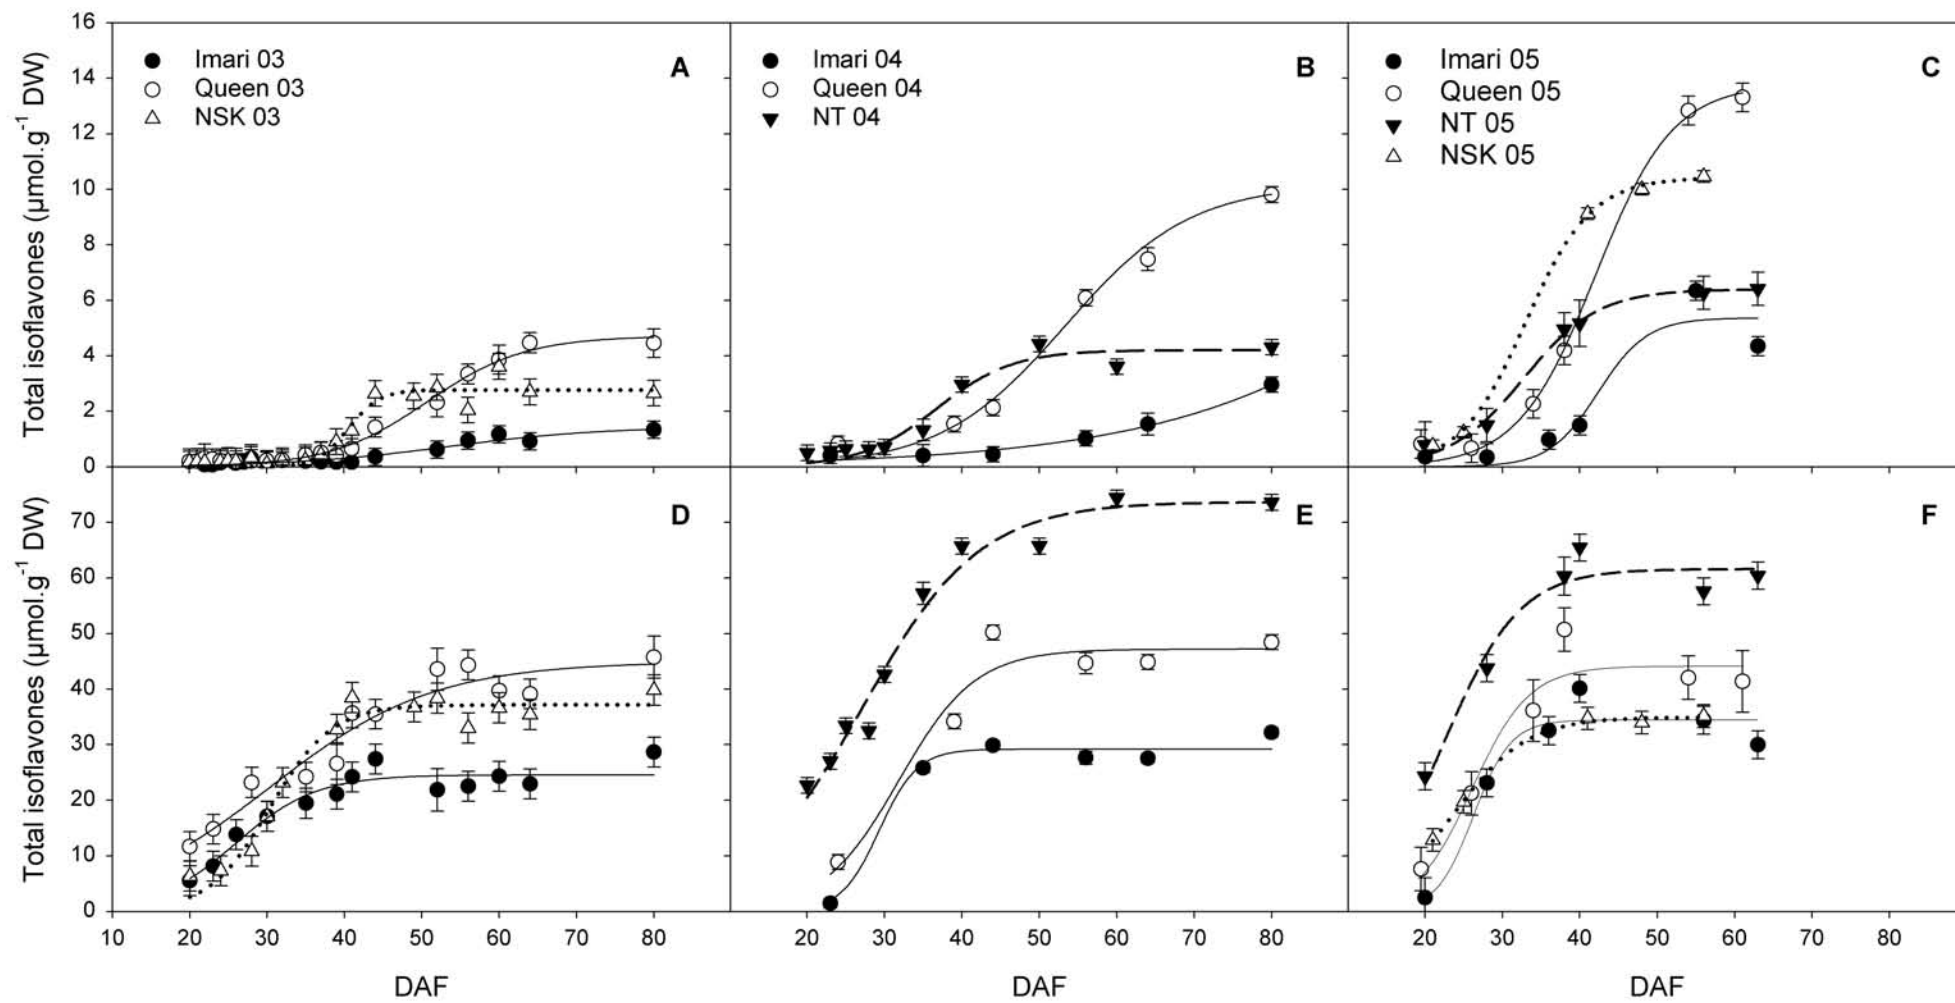 Total isoflavones (µmol.g⁻¹ DW)
16
14
12
10
8
6
4
2
0
Imari 03
Queen 03
NSK 03
A
Imari 04
Queen 04
NT 04
B
Imari 05
Queen 05
NT 05
NSK 05
C
Total isoflavones (µmol.g⁻¹ DW)
70
60
50
40
30
20
10
0
D
E
F
10 20 30 40 50 60 70 80 20 30 40 50 60 70 80 20 30 40 50 60 70 80
DAF DAF DAF